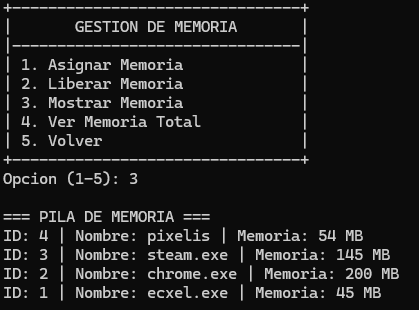 +-------------------------------+
|       GESTION DE MEMORIA       |
|-------------------------------|
| 1. Asignar Memoria             |
| 2. Liberar Memoria             |
| 3. Mostrar Memoria             |
| 4. Ver Memoria Total           |
| 5. Volver                      |
+-------------------------------+
Opcion (1-5): 3
=== PILA DE MEMORIA ===
ID: 4 | Nombre: pixelis | Memoria: 54 MB
ID: 3 | Nombre: steam.exe | Memoria: 145 MB
ID: 2 | Nombre: chrome.exe | Memoria: 200 MB
ID: 1 | Nombre: ecxel.exe | Memoria: 45 MB